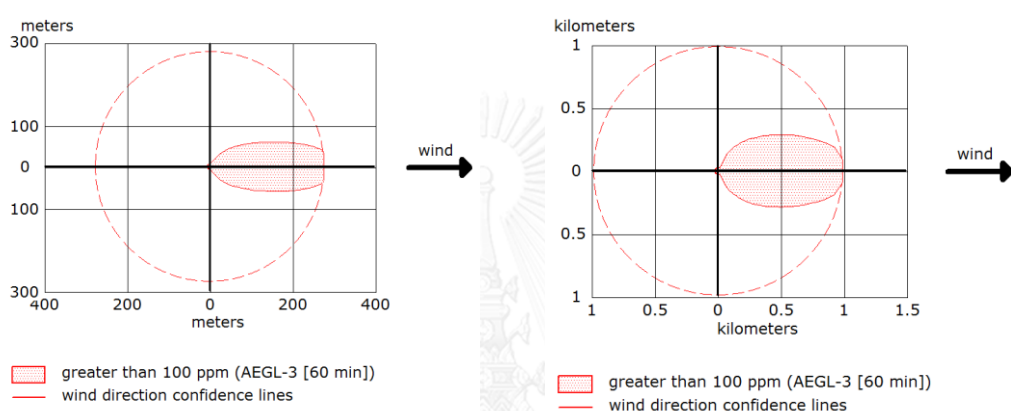 meters
300
100
0
100
300
400
200
0
200
400
meters
wind
greater than 100 ppm (AEGL-3 [60 min])
wind direction confidence lines
kilometers
1
0.5
0
0.5
1
1
0.5
0
0.5
1
1.5
kilometers
wind
greater than 100 ppm (AEGL-3 [60 min])
wind direction confidence lines